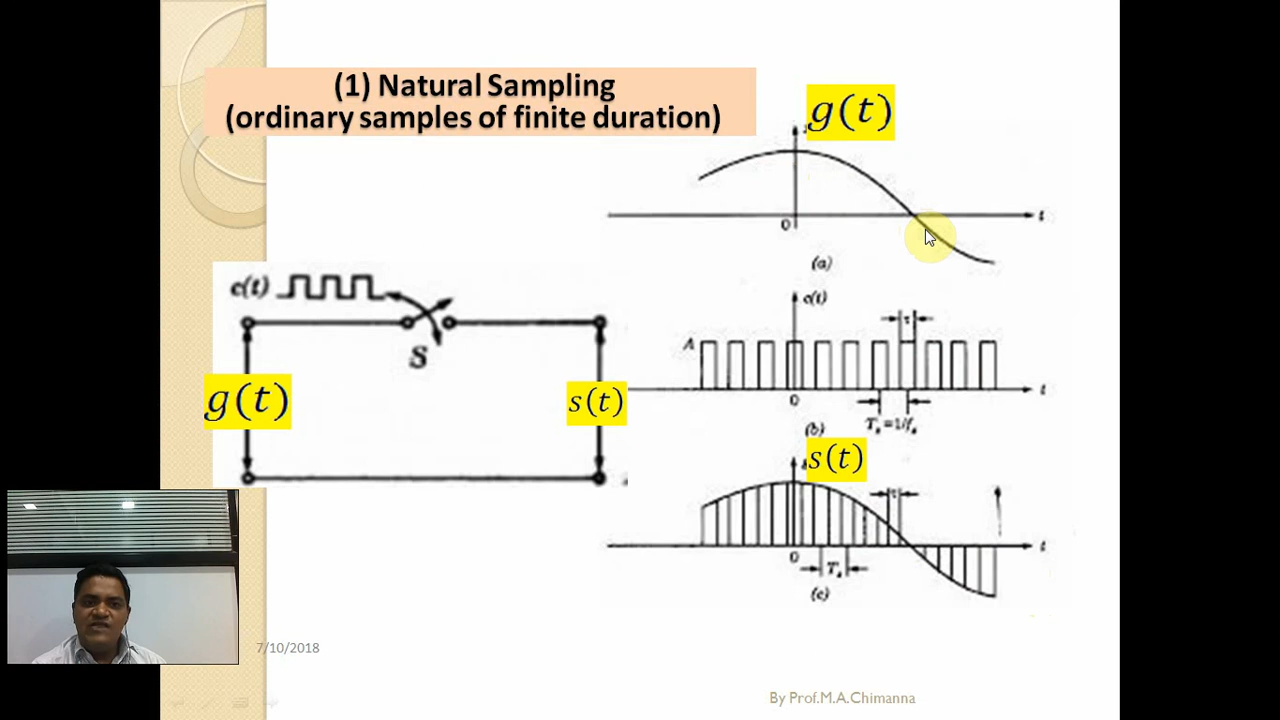 (1) Natural Sampling
(ordinary samples of finite duration)
g(t)
t
0
(a)
c(t)
S
g(t)
s(t)
c(t)
τ
A
0
t
T_s = 1/f_s
(b)
s(t)
τ
0
t
T_s
(c)
7/10/2018
By Prof.M.A.Chimanna